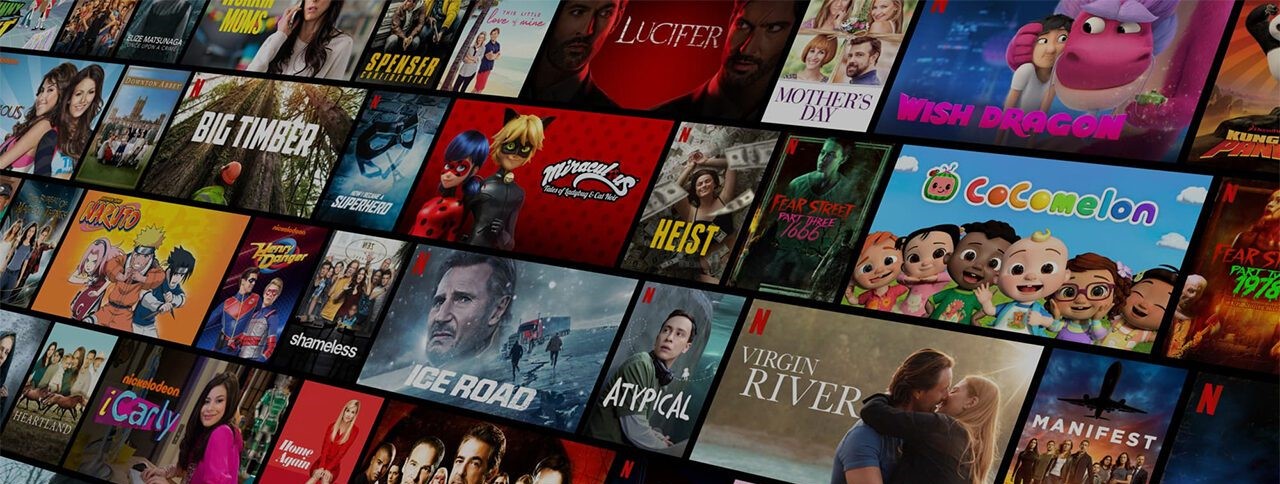 ELIZE MATSUNAGA
ONCE UPON A CRIME
WORKIN'
MOMS
SPENSER
CONFIDENTIAL
THIS LITTLE
love of mine
LUCIFER
MOTHER'S
DAY
N
WISH DRAGON
KUNG FU
PANDA
DOWNTON ABBEY
N
BIG TIMBER
N
HOW I BECAME A
SUPERHERO
Miraculous
Tales of Ladybug & Cat Noir
N
HEIST
N
FEAR STREET
PART THREE
1666
CoComelon
N
FEAR STREET
PART TWO
1978
NARUTO
nickelodeon
Henry
Danger
shameless
N
ICE ROAD
N
ATYPICAL
N
VIRGIN
RIVER
MANIFEST
N
HEARTLAND
nickelodeon
iCarly
Home
Again
N